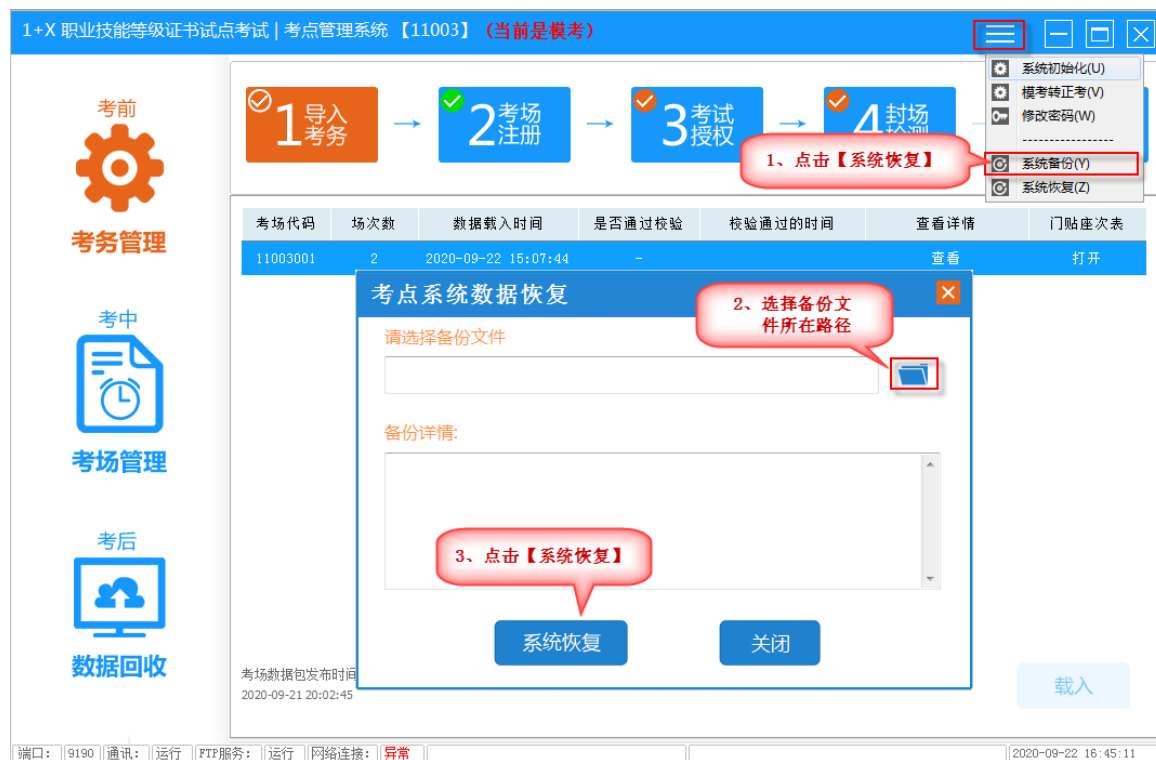 1+X 职业技能等级证书试点考试 | 考点管理系统 【11003】 （当前是模考）
系统初始化(U)
模考转正考(V)
修改密码(W)
-----------------
系统备份(Y)
系统恢复(Z)
考前
考务管理
考中
考场管理
考后
数据回收
1 导入
考务
→
2 考场
注册
→
3 考试
授权
→
4 封场
检测
1、点击【系统恢复】
考场代码 场次数 数据载入时间 是否通过校验 校验通过的时间 查看详情 门贴座次表
11003001 2 2020-09-22 15:07:44 - 查看 打开
考点系统数据恢复
2、选择备份文
件所在路径
请选择备份文件
备份详情:
3、点击【系统恢复】
系统恢复 关闭
考场数据包发布时间
2020-09-21 20:02:45
载入
端口： 9190 通讯： 运行 FTP服务： 运行 网络连接： 异常 2020-09-22 16:45:11